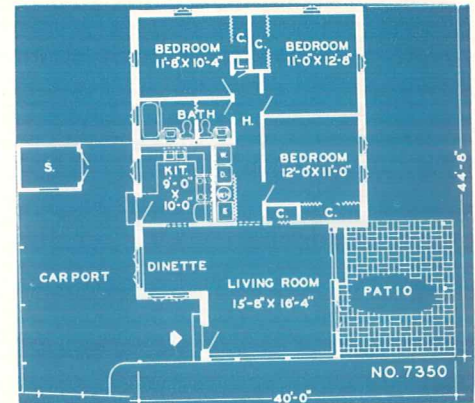 BEDROOM
11'-8" X 10'-4"
C.
C.
BEDROOM
11'-0" X 12'-8"
L.
BATH
H.
S.
KIT.
9'-0"
X
10'-0"
D.
BEDROOM
12'-0" X 11'-0"
C.
C.
44'-8"
CARPORT
DINETTE
LIVING ROOM
15'-8" X 16'-4"
PATIO
NO. 7350
40'-0"